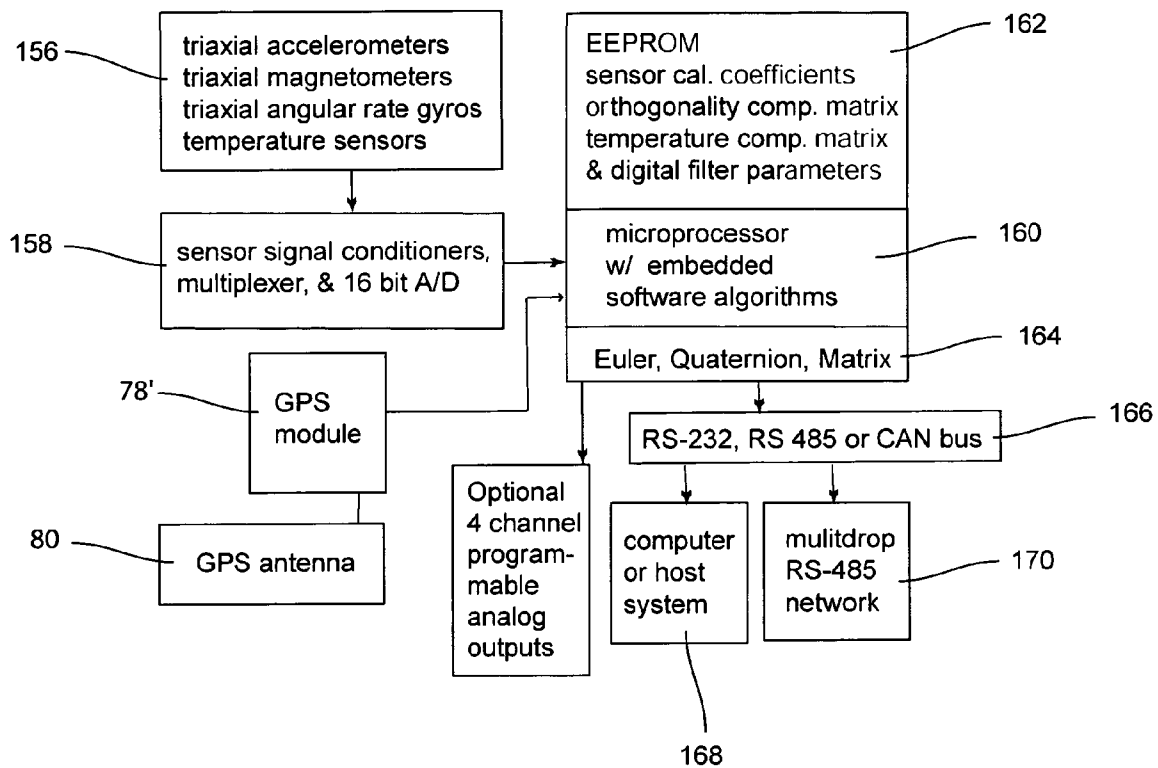 156
triaxial accelerometers
triaxial magnetometers
triaxial angular rate gyros
temperature sensors
EEPROM
sensor cal. coefficients
orthogonality comp. matrix
temperature comp. matrix
& digital filter parameters
162
158
sensor signal conditioners,
multiplexer, & 16 bit A/D
microprocessor
w/ embedded
software algorithms
160
Euler, Quaternion, Matrix
164
78'
GPS
module
RS-232, RS 485 or CAN bus
166
80
GPS antenna
Optional
4 channel
program-
mable
analog
outputs
computer
or host
system
168
mulitdrop
RS-485
network
170